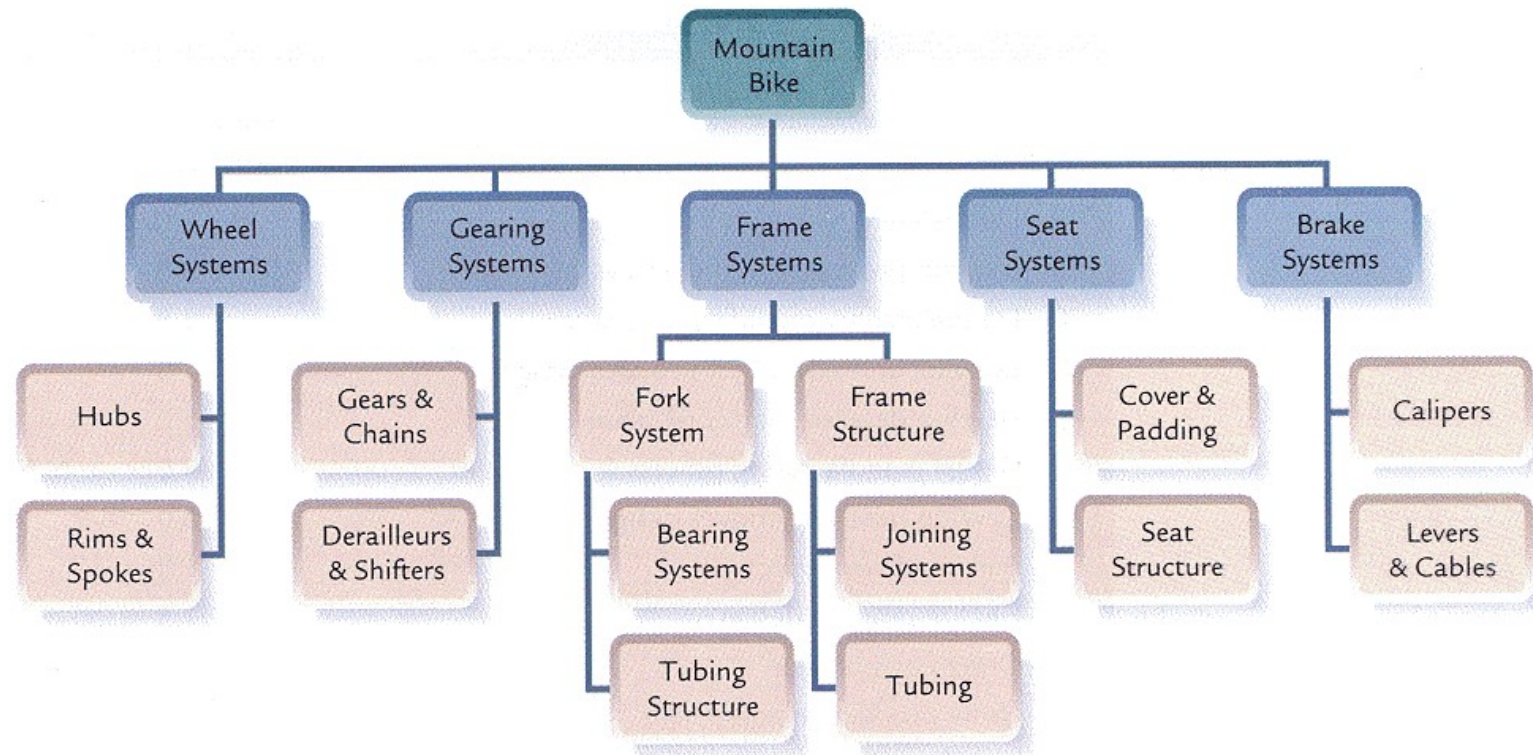 Mountain
Bike
Wheel
Systems
Gearing
Systems
Frame
Systems
Seat
Systems
Brake
Systems
Hubs
Gears &
Chains
Fork
System
Frame
Structure
Cover &
Padding
Calipers
Rims &
Spokes
Derailleurs
& Shifters
Bearing
Systems
Joining
Systems
Seat
Structure
Levers
& Cables
Tubing
Structure
Tubing